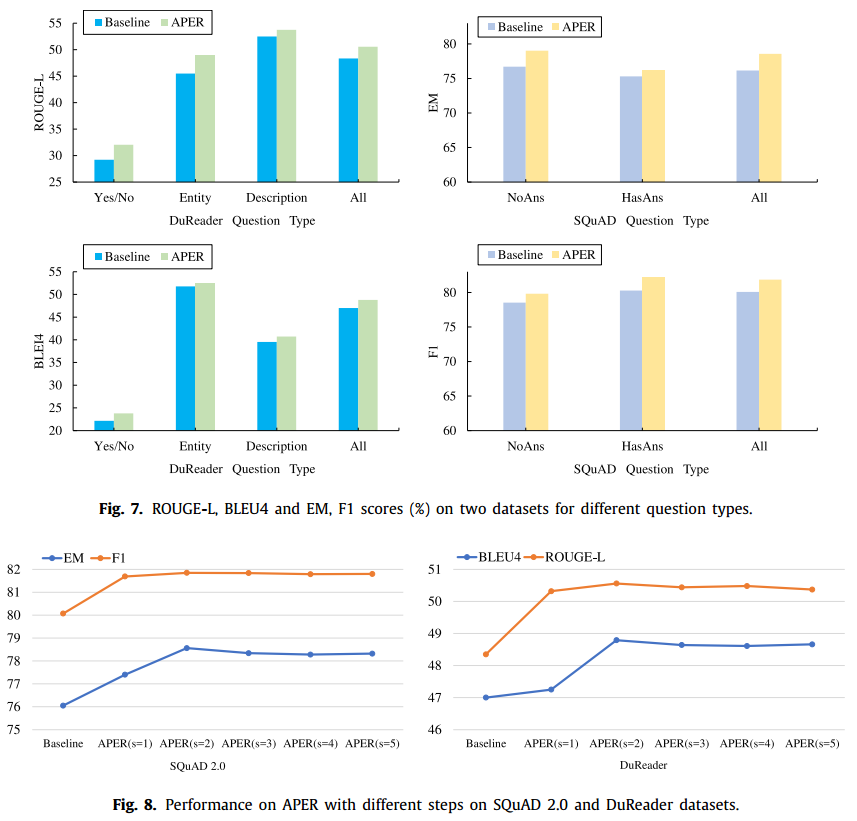 Baseline APER
55
50
45
40
35
30
25
ROUGE-L
Yes/No Entity Description All
DuReader Question Type
Baseline APER
80
75
70
65
60
EM
NoAns HasAns All
SQuAD Question Type
Baseline APER
55
50
45
40
35
30
25
20
BLEI4
Yes/No Entity Description All
DuReader Question Type
Baseline APER
80
75
70
65
60
F1
NoAns HasAns All
SQuAD Question Type
Fig. 7. ROUGE-L, BLEU4 and EM, F1 scores (%) on two datasets for different question types.
EM F1
82
81
80
79
78
77
76
75
Baseline APER(s=1) APER(s=2) APER(s=3) APER(s=4) APER(s=5)
SQuAD 2.0
BLEU4 ROUGE-L
51
50
49
48
47
46
Baseline APER(s=1) APER(s=2) APER(s=3) APER(s=4) APER(s=5)
DuReader
Fig. 8. Performance on APER with different steps on SQuAD 2.0 and DuReader datasets.